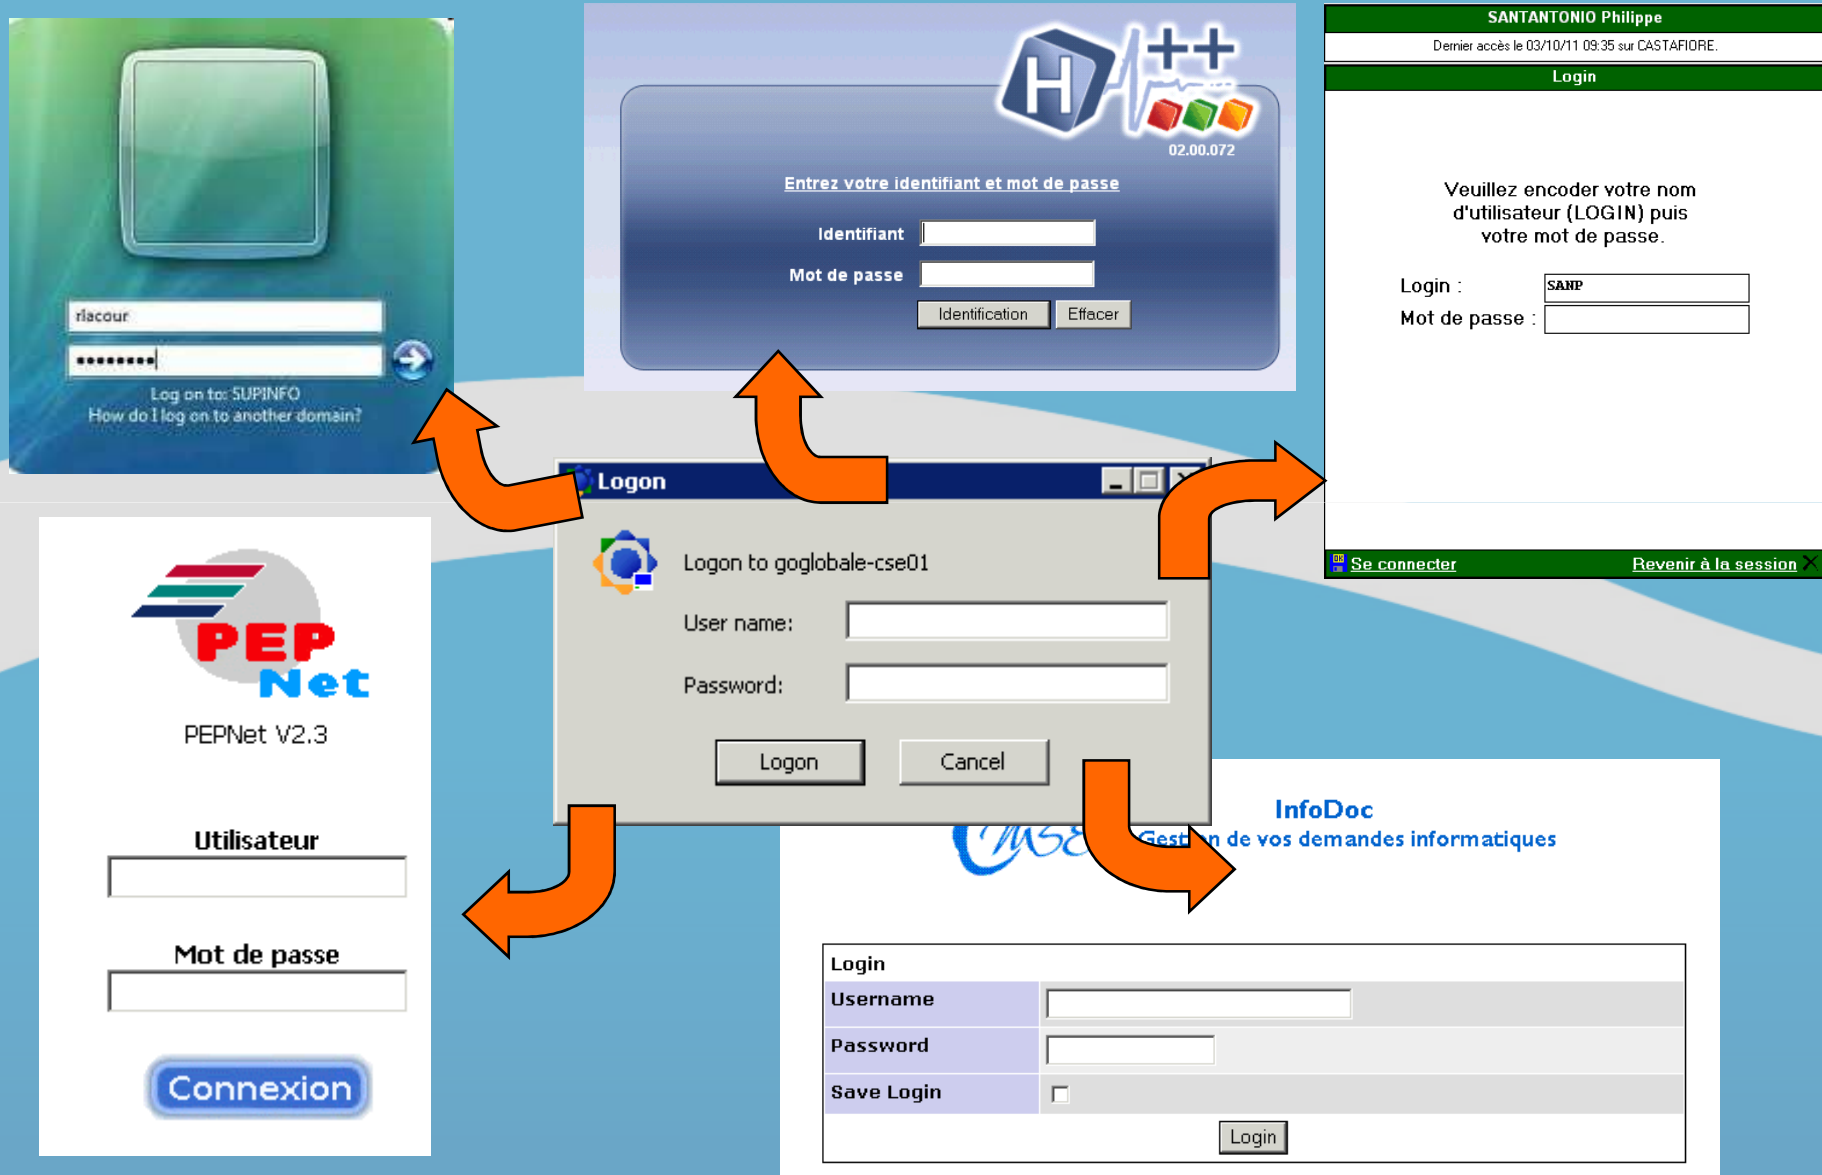 rlacour
••••••••
Log on to: SUPINFO
How do I log on to another domain?
H
++
02.00.072
Entrez votre identifiant et mot de passe
Identifiant
Mot de passe
Identification
Effacer
SANTANTONIO Philippe
Dernier accès le 03/10/11 09:35 sur CASTAFIORE.
Login
Veuillez encoder votre nom
d'utilisateur (LOGIN) puis
votre mot de passe.
Login :
SANP
Mot de passe :
Se connecter
Revenir à la session
Logon
Logon to goglobale-cse01
User name:
Password:
Logon
Cancel
PEP
Net
PEPNet V2.3
Utilisateur
Mot de passe
Connexion
InfoDoc
de vos demandes informatiques
Login
Username
Password
Save Login
Login